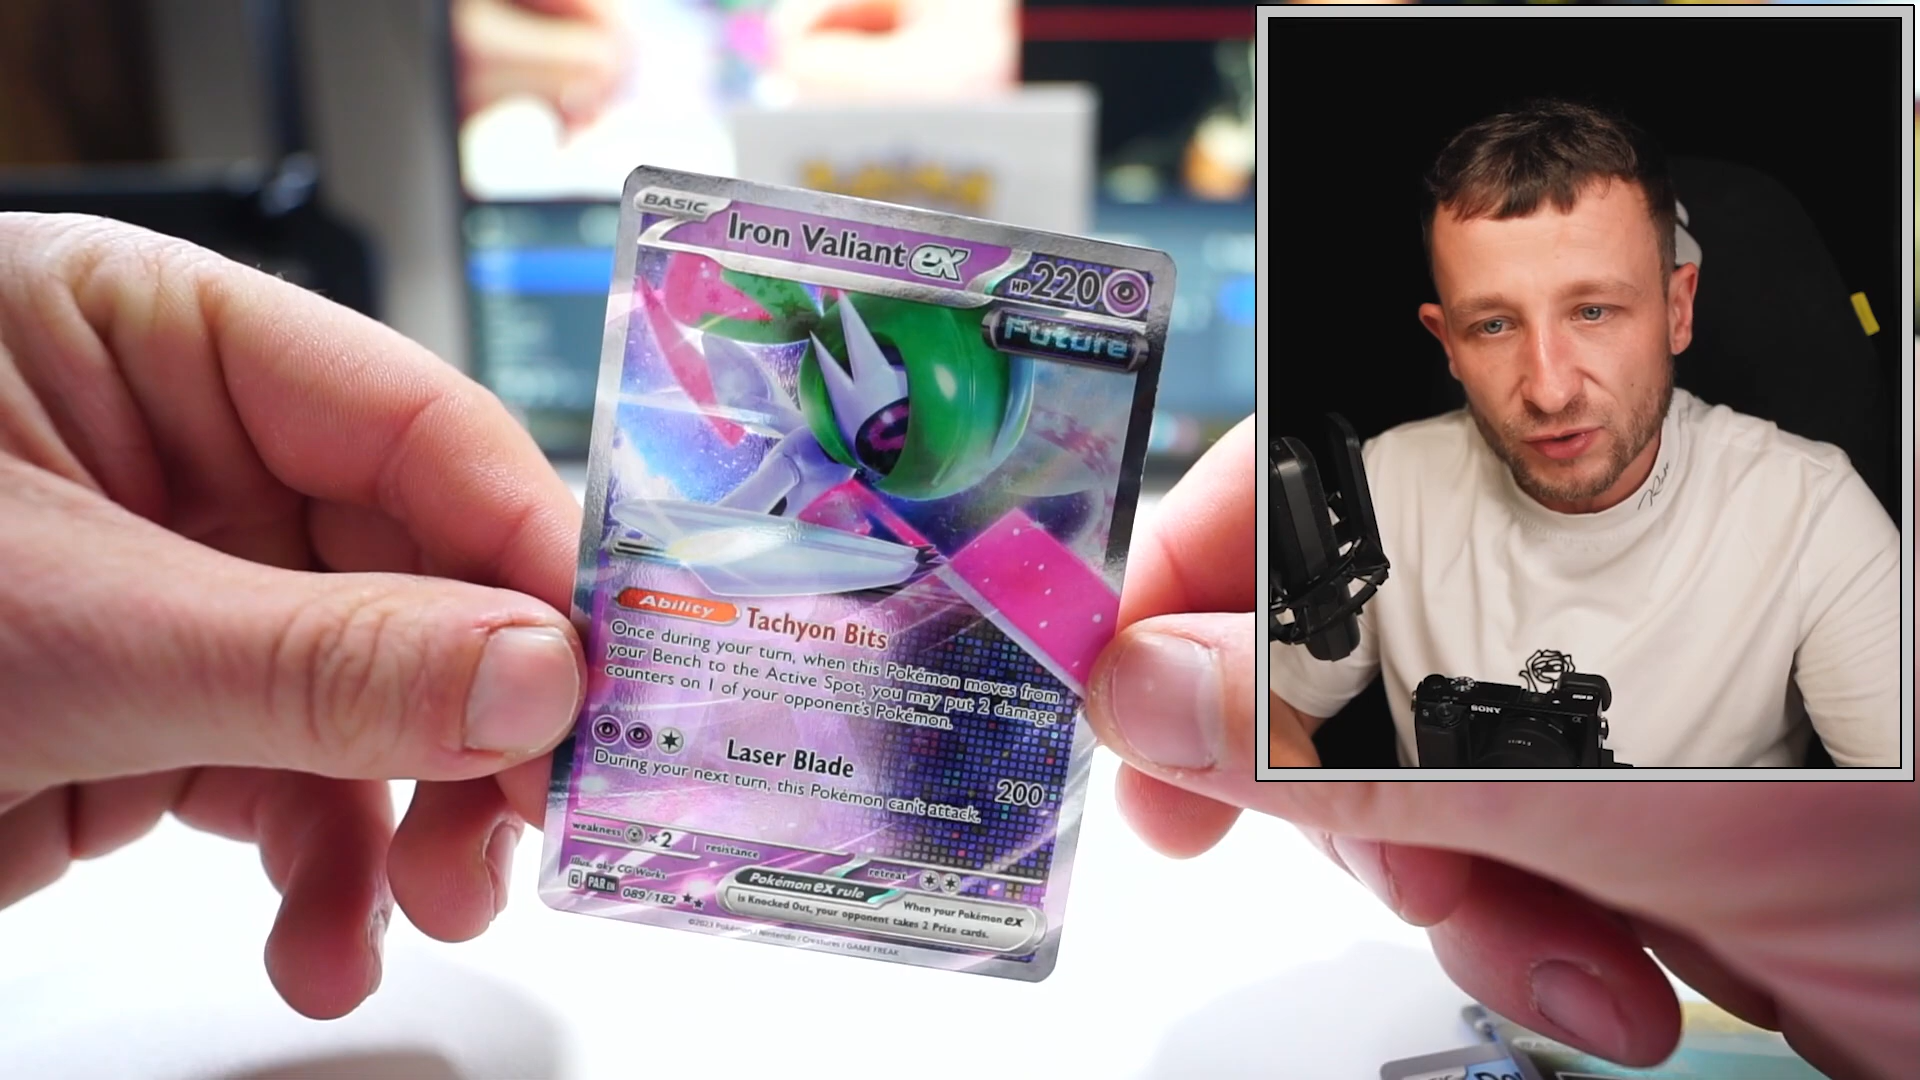 BASIC
Iron Valiant ex
HP 220
Future
Ability Tachyon Bits
Once during your turn, when this Pokémon moves from
your Bench to the Active Spot, you may put 2 damage
counters on 1 of your opponent's Pokémon.
Laser Blade 200
During your next turn, this Pokémon can't attack.
weakness ×2 resistance
retreat
Illus. aky CG Works
G PAR EN 089/182 ★★
Pokémon ex rule
When your Pokémon ex
is Knocked Out, your opponent takes 2 Prize cards.
©2023 Pokémon / Nintendo / Creatures / GAME FREAK
SONY